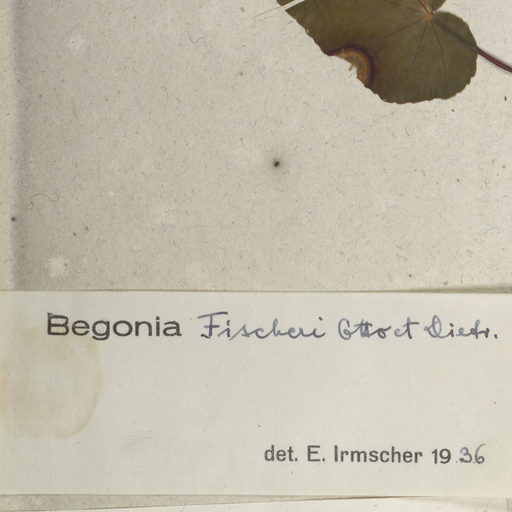 Begonia Fischeri Otto et Dietr.
det. E. Irmscher 1936